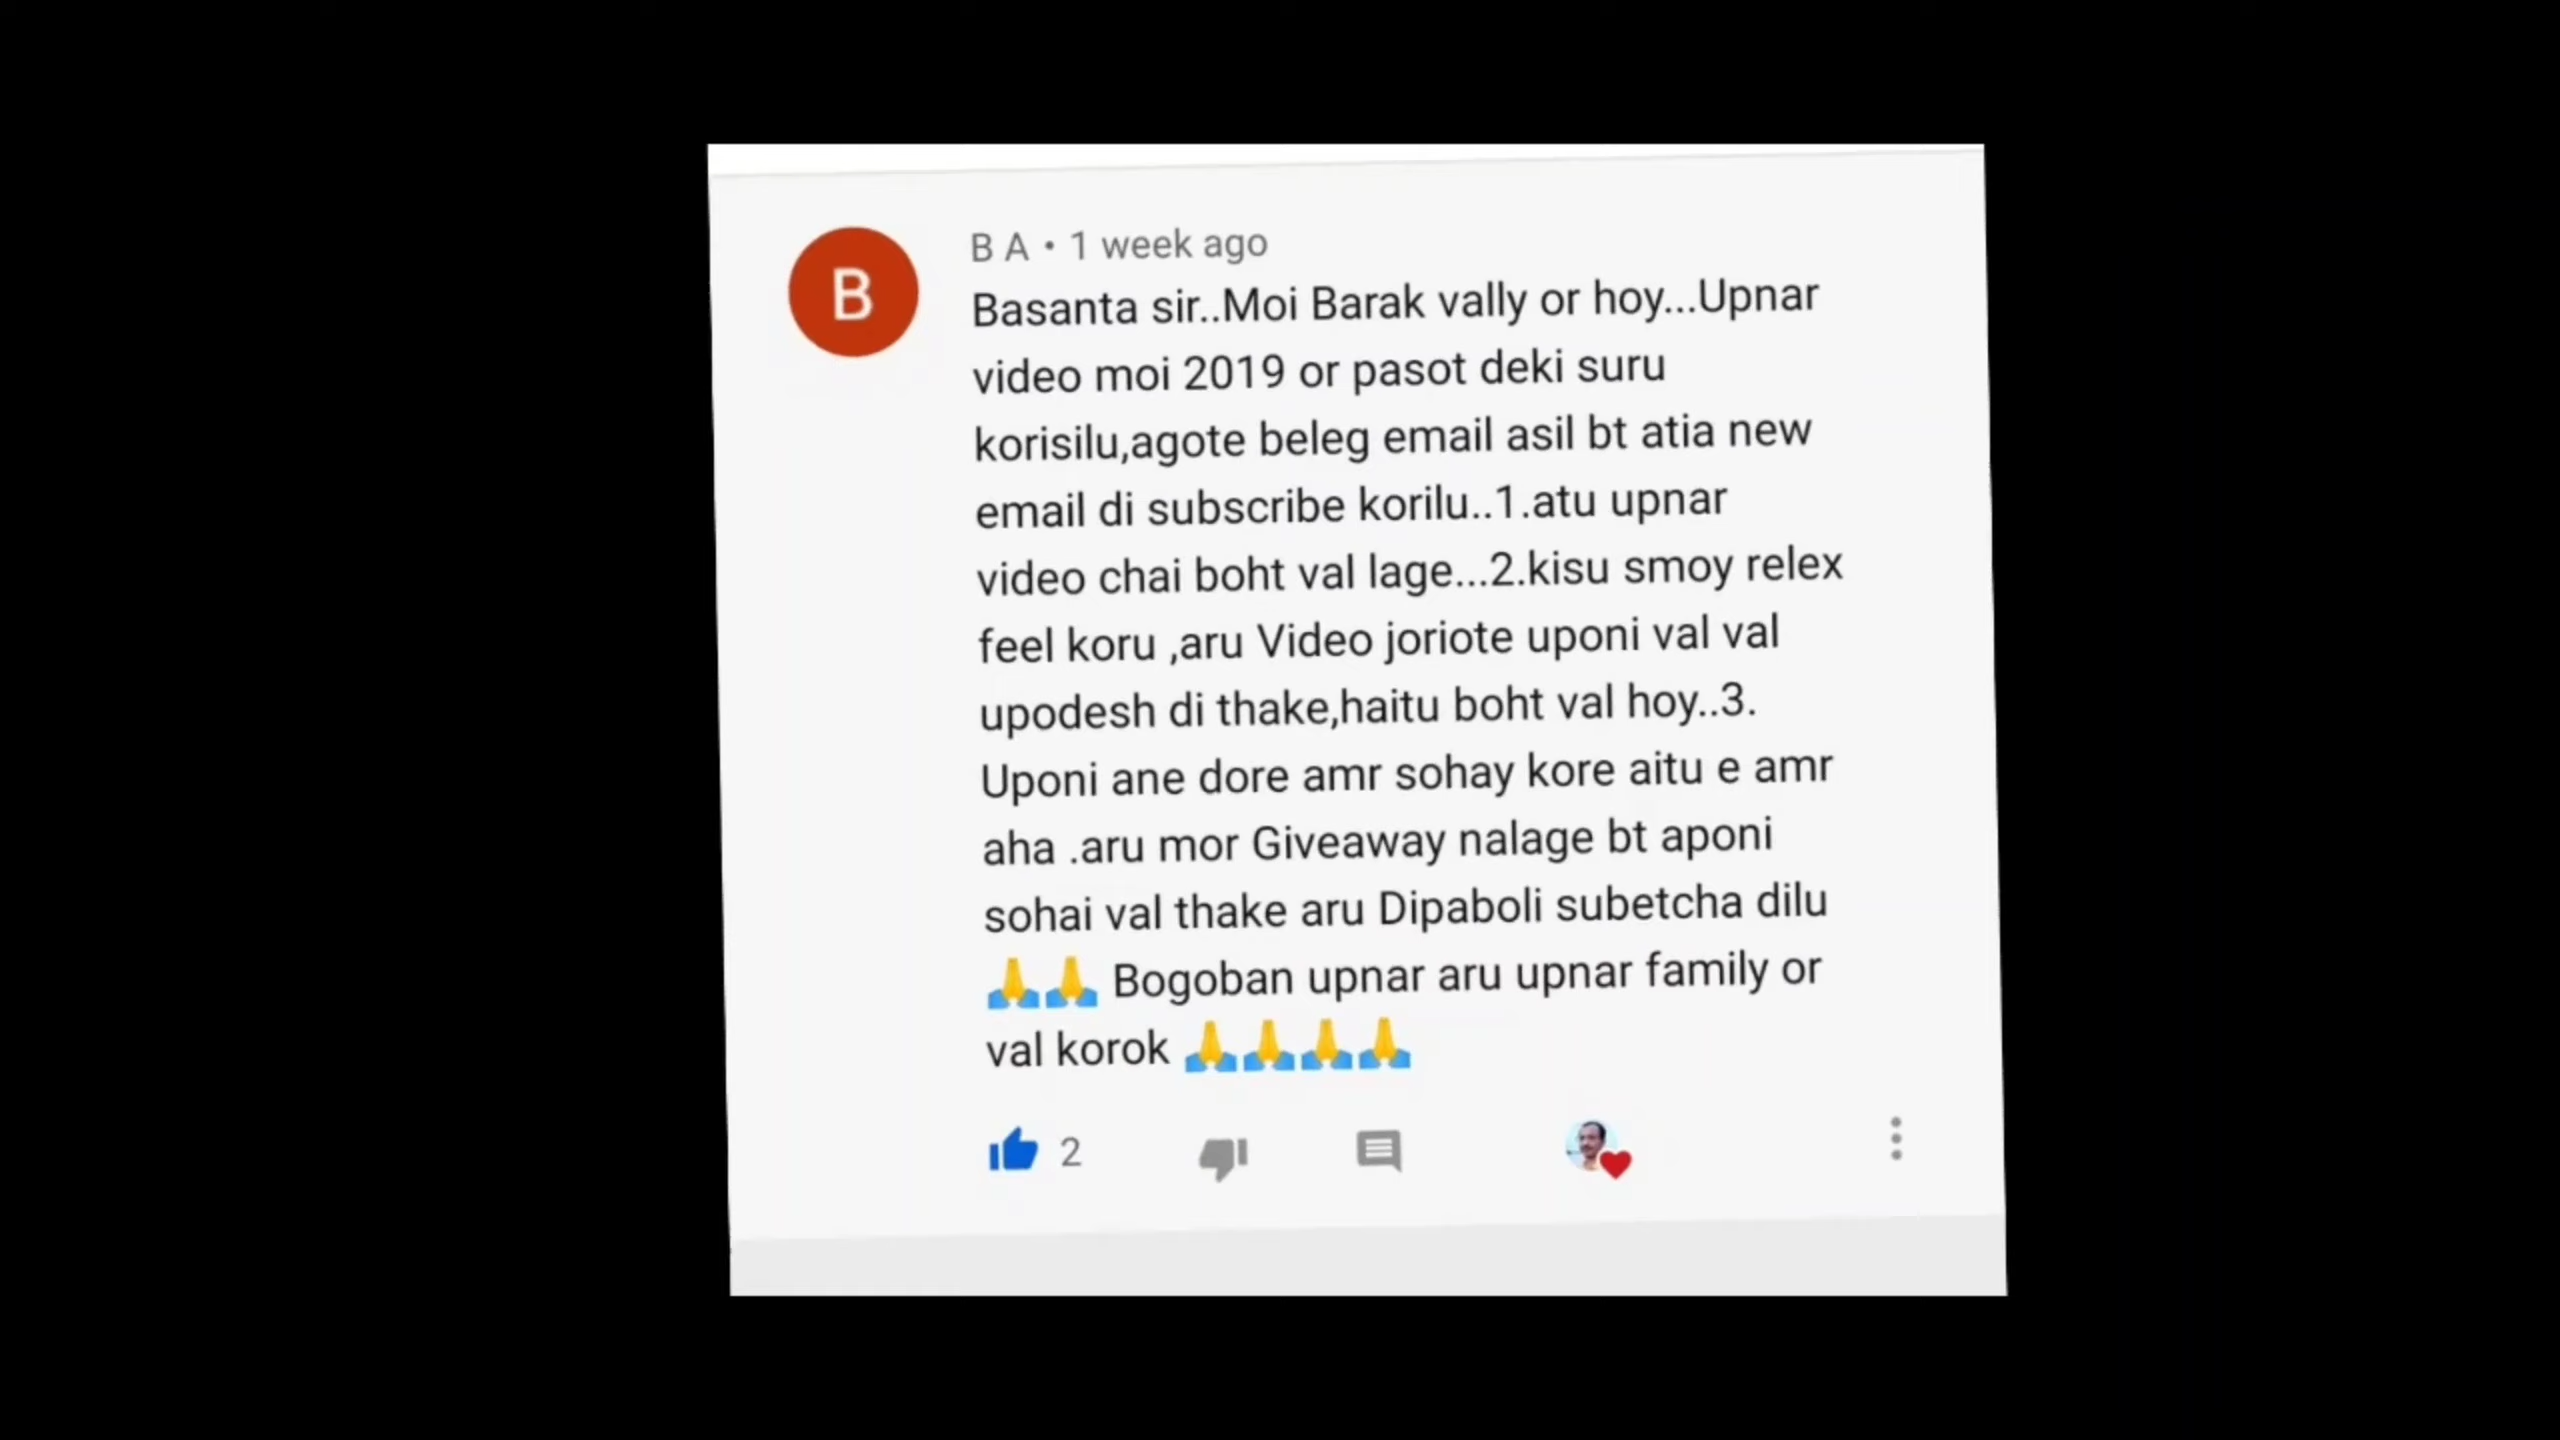 B A • 1 week ago
Basanta sir..Moi Barak vally or hoy...Upnar
video moi 2019 or pasot deki suru
korisilu,agote beleg email asil bt atia new
email di subscribe korilu..1.atu upnar
video chai boht val lage...2.kisu smoy relex
feel koru ,aru Video joriote uponi val val
upodesh di thake,haitu boht val hoy..3.
Uponi ane dore amr sohay kore aitu e amr
aha .aru mor Giveaway nalage bt aponi
sohai val thake aru Dipaboli subetcha dilu
🙏🙏 Bogoban upnar aru upnar family or
val korok 🙏🙏🙏🙏
2
B